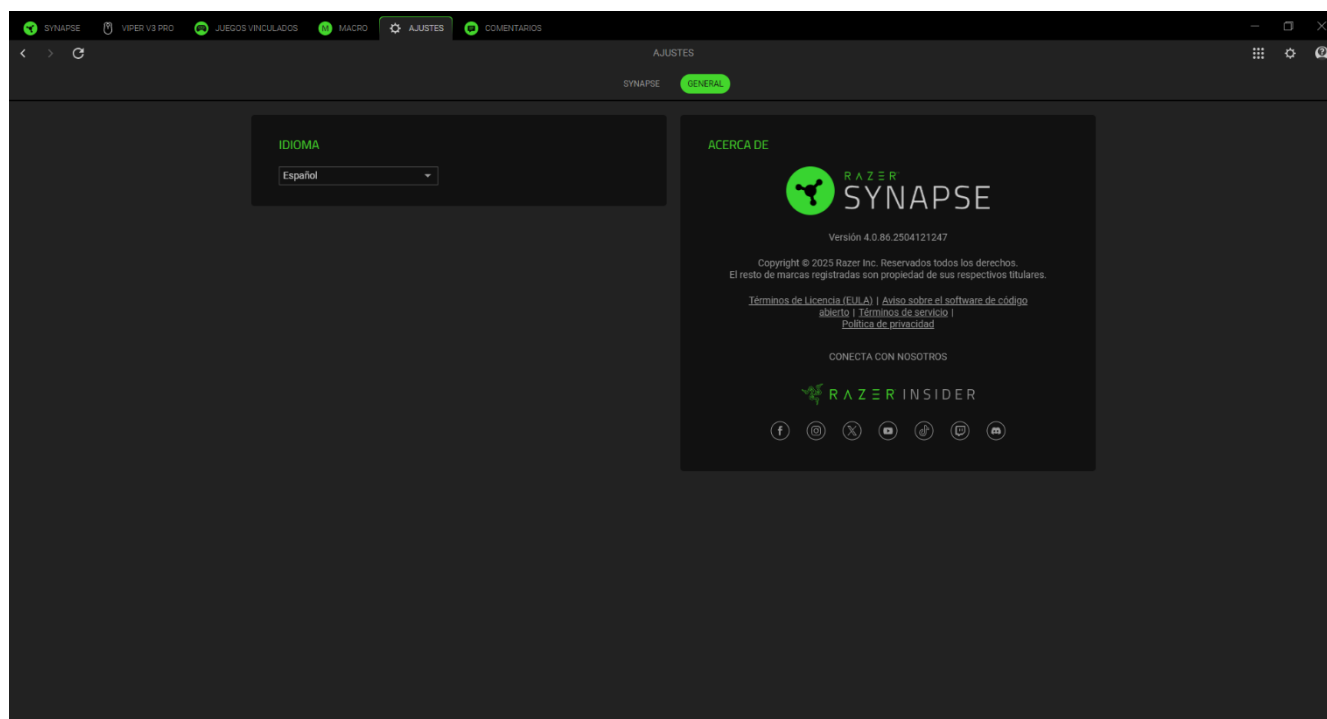 SYNAPSE VIPER V3 PRO JUEGOS VINCULADOS M MACRO AJUSTES COMENTARIOS
AJUSTES
SYNAPSE GENERAL
IDIOMA
Español
ACERCA DE
RAZER
SYNAPSE
Versión 4.0.86.2504121247
Copyright © 2025 Razer Inc. Reservados todos los derechos.
El resto de marcas registradas son propiedad de sus respectivos titulares.
Términos de Licencia (EULA) | Aviso sobre el software de código
abierto | Términos de servicio |
Política de privacidad
CONECTA CON NOSOTROS
RAZER INSIDER